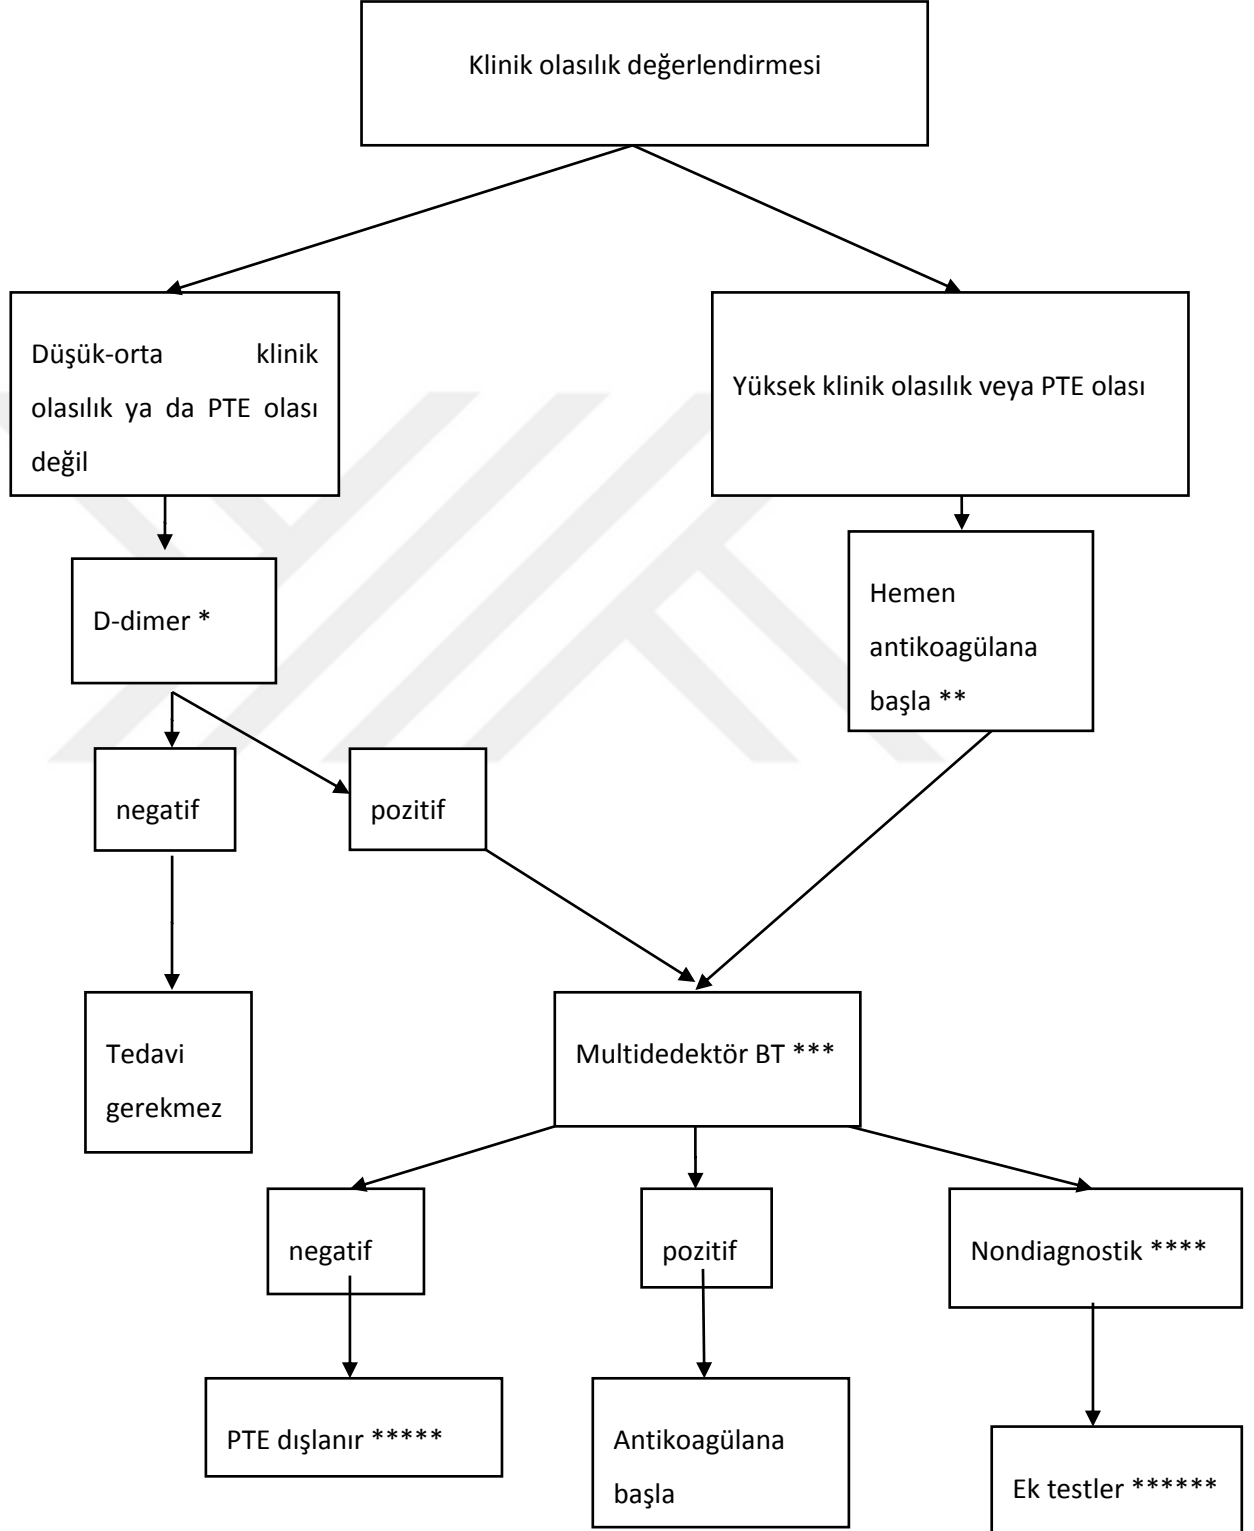 Klinik olasılık değerlendirmesi
Düşük-orta klinik
olasılık ya da PTE olası
değil
Yüksek klinik olasılık veya PTE olası
D-dimer *
Hemen
antikoagülana
başla **
negatif
pozitif
Tedavi
gerekmez
Multidedektör BT ***
negatif
pozitif
Nondiagnostik ****
PTE dışlanır *****
Antikoagülana
başla
Ek testler ******